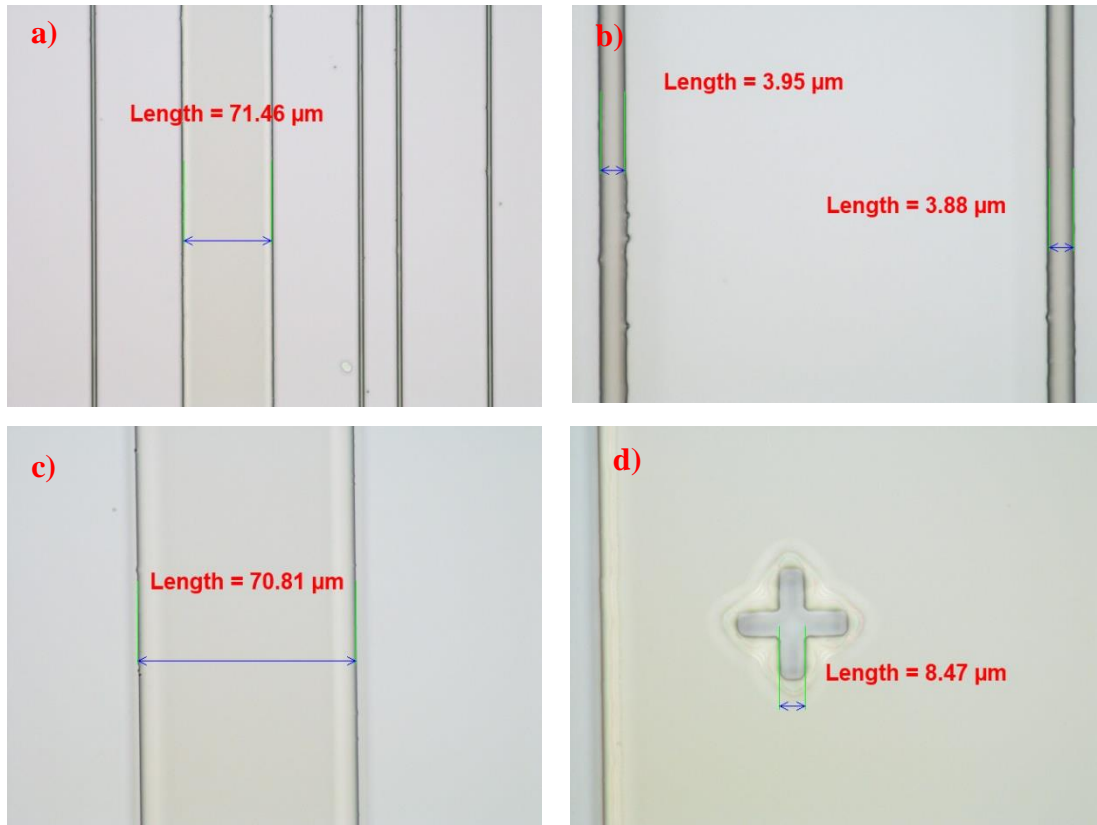 a)
Length = 71.46 µm
b)
Length = 3.95 µm
Length = 3.88 µm
c)
Length = 70.81 µm
d)
Length = 8.47 µm